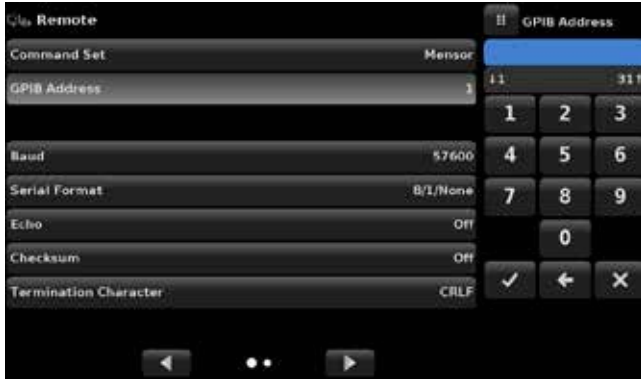 Remote
Command Set Mensor
GPIB Address 1
Baud 57600
Serial Format 8/1/None
Echo Off
Checksum Off
Termination Character CRLF
GPIB Address
↓1 31↑
1 2 3
4 5 6
7 8 9
0